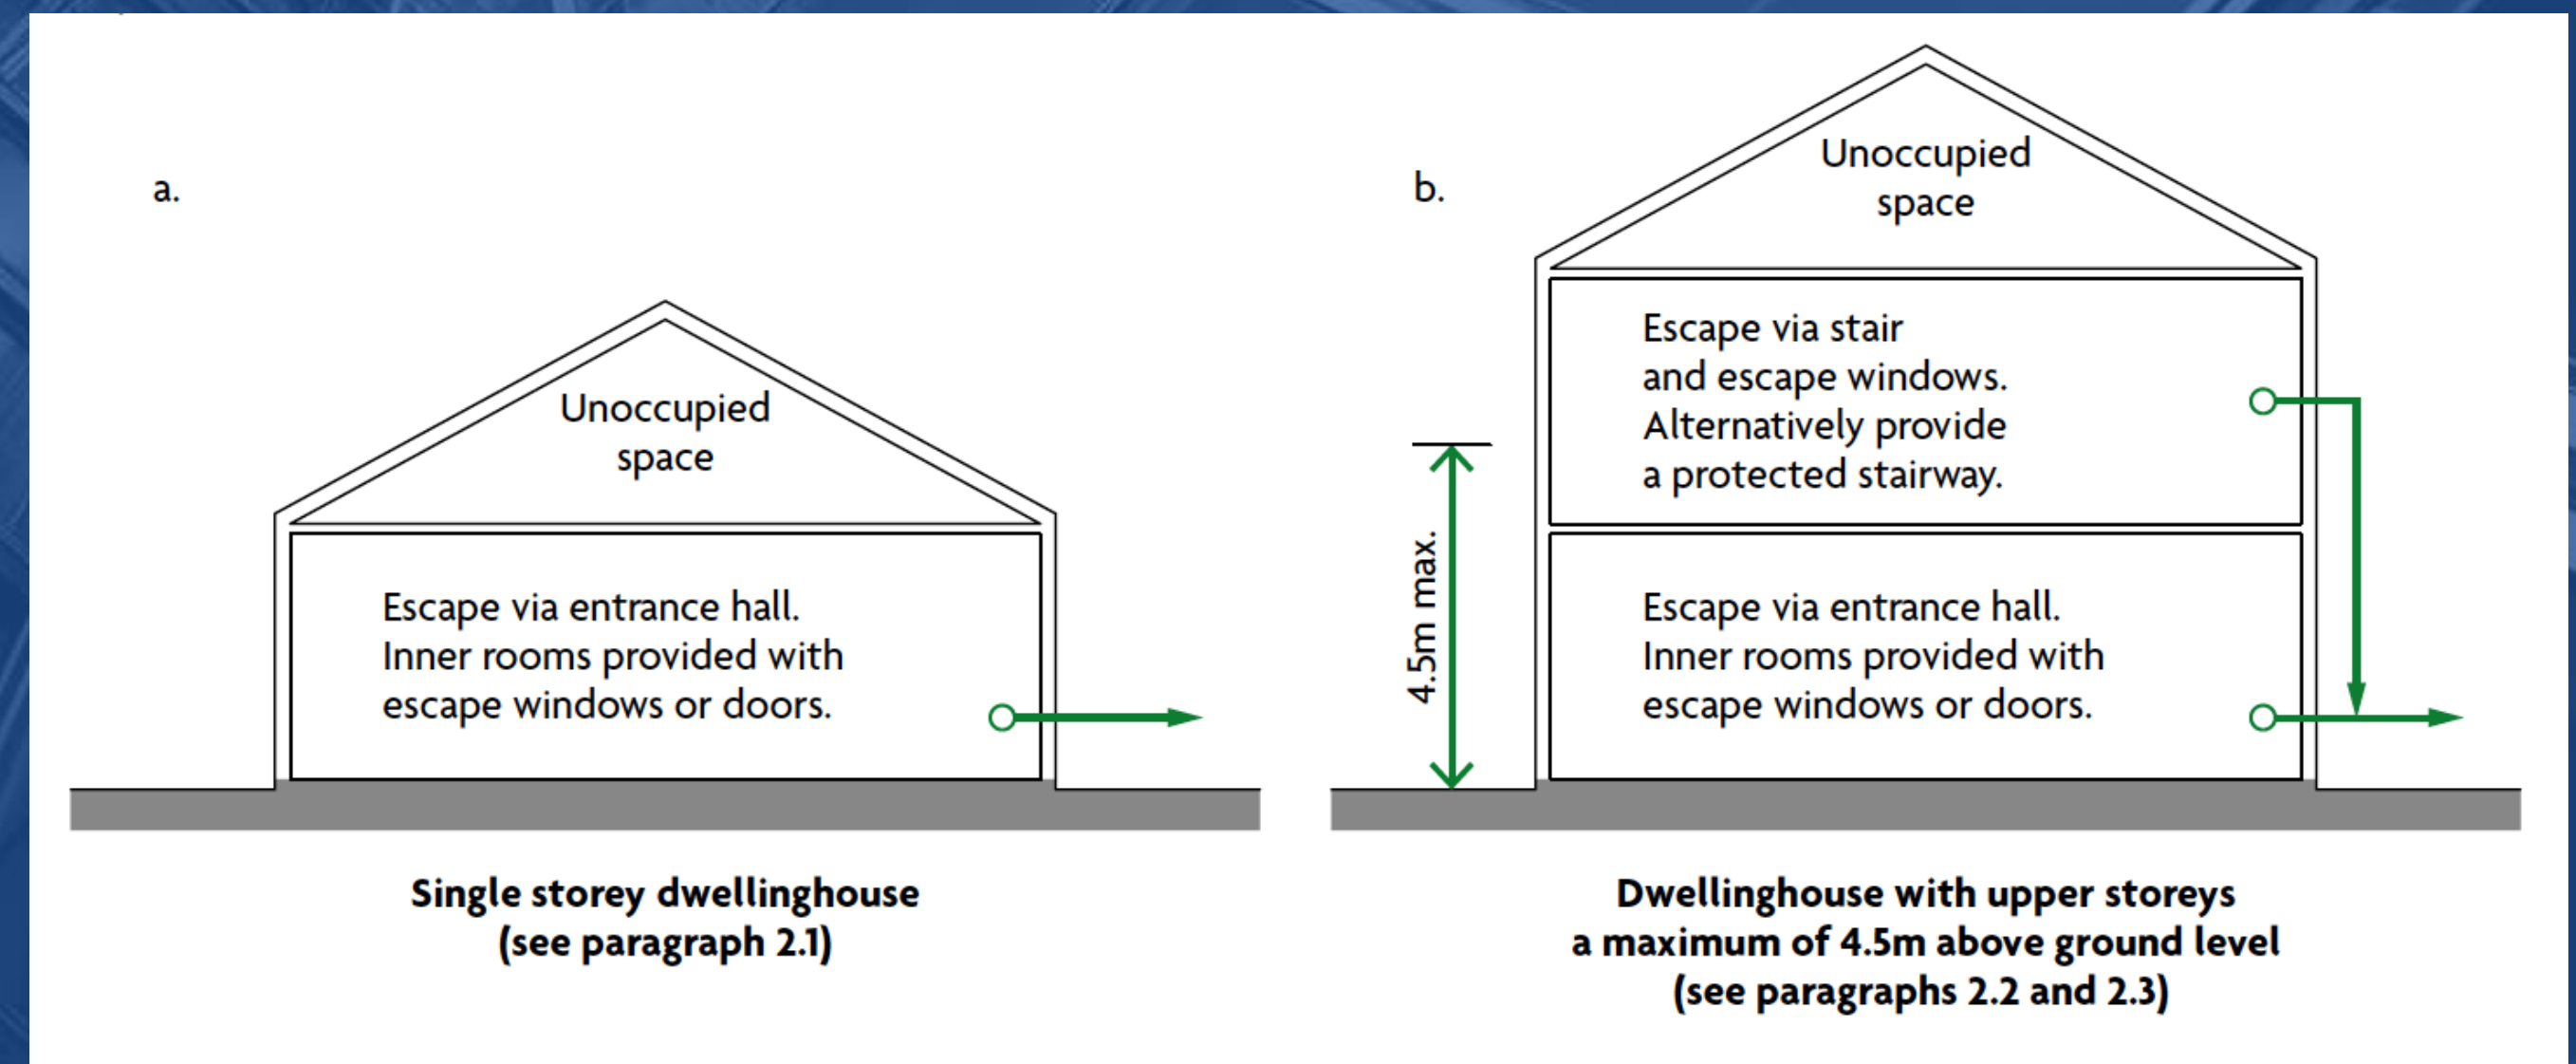 a.
Unoccupied
space
Escape via entrance hall.
Inner rooms provided with
escape windows or doors.
Single storey dwellinghouse
(see paragraph 2.1)
b.
Unoccupied
space
Escape via stair
and escape windows.
Alternatively provide
a protected stairway.
4.5m max.
Escape via entrance hall.
Inner rooms provided with
escape windows or doors.
Dwellinghouse with upper storeys
a maximum of 4.5m above ground level
(see paragraphs 2.2 and 2.3)